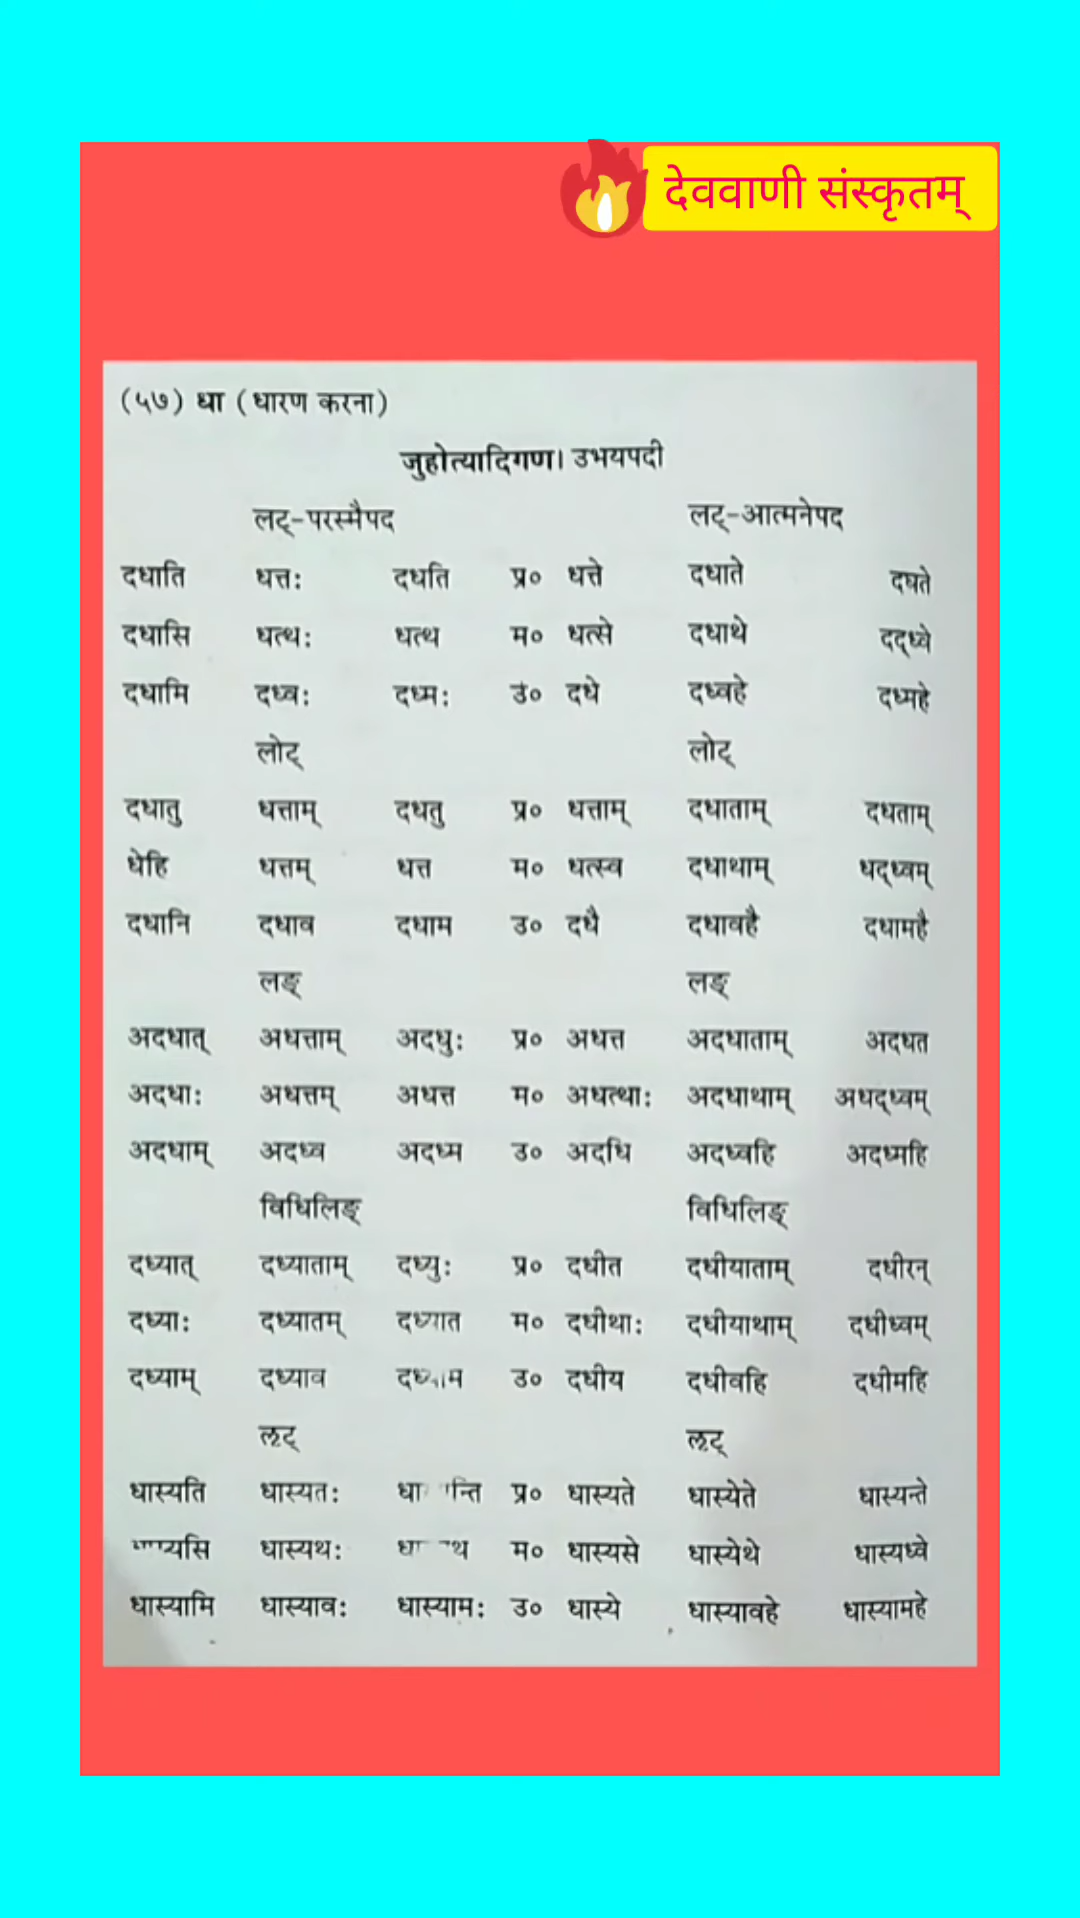 देववाणी संस्कृतम्
(५७) धा (धारण करना)
जुहोत्यादिगण। उभयपदी
लट्-परस्मैपद लट्-आत्मनेपद
दधाति धत्तः दधति प्र० धत्ते दधाते दधते
दधासि धत्थः धत्थ म० धत्से दधाथे दद्ध्वे
दधामि दध्वः दध्मः उ० दधे दध्वहे दध्महे
लोट् लोट्
दधातु धत्ताम् दधतु प्र० धत्ताम् दधाताम् दधताम्
धेहि धत्तम् धत्त म० धत्स्व दधाथाम् धद्ध्वम्
दधानि दधाव दधाम उ० दधै दधावहै दधामहै
लङ् लङ्
अदधात् अधत्ताम् अदधुः प्र० अधत्त अदधाताम् अदधत
अदधाः अधत्तम् अधत्त म० अधत्थाः अदधाथाम् अधद्ध्वम्
अदधाम् अदध्व अदध्म उ० अदधि अदध्वहि अदध्महि
विधिलिङ् विधिलिङ्
दध्यात् दध्याताम् दध्युः प्र० दधीत दधीयाताम् दधीरन्
दध्याः दध्यातम् दध्यात म० दधीथाः दधीयाथाम् दधीध्वम्
दध्याम् दध्याव दध्याम उ० दधीय दधीवहि दधीमहि
लृट् लृट्
धास्यति धास्यतः प्र० धास्यते धास्येते धास्यन्ते
धास्यथः म० धास्यसे धास्येथे धास्यध्वे
धास्यामि धास्यावः धास्यामः उ० धास्ये धास्यावहे धास्यामहे